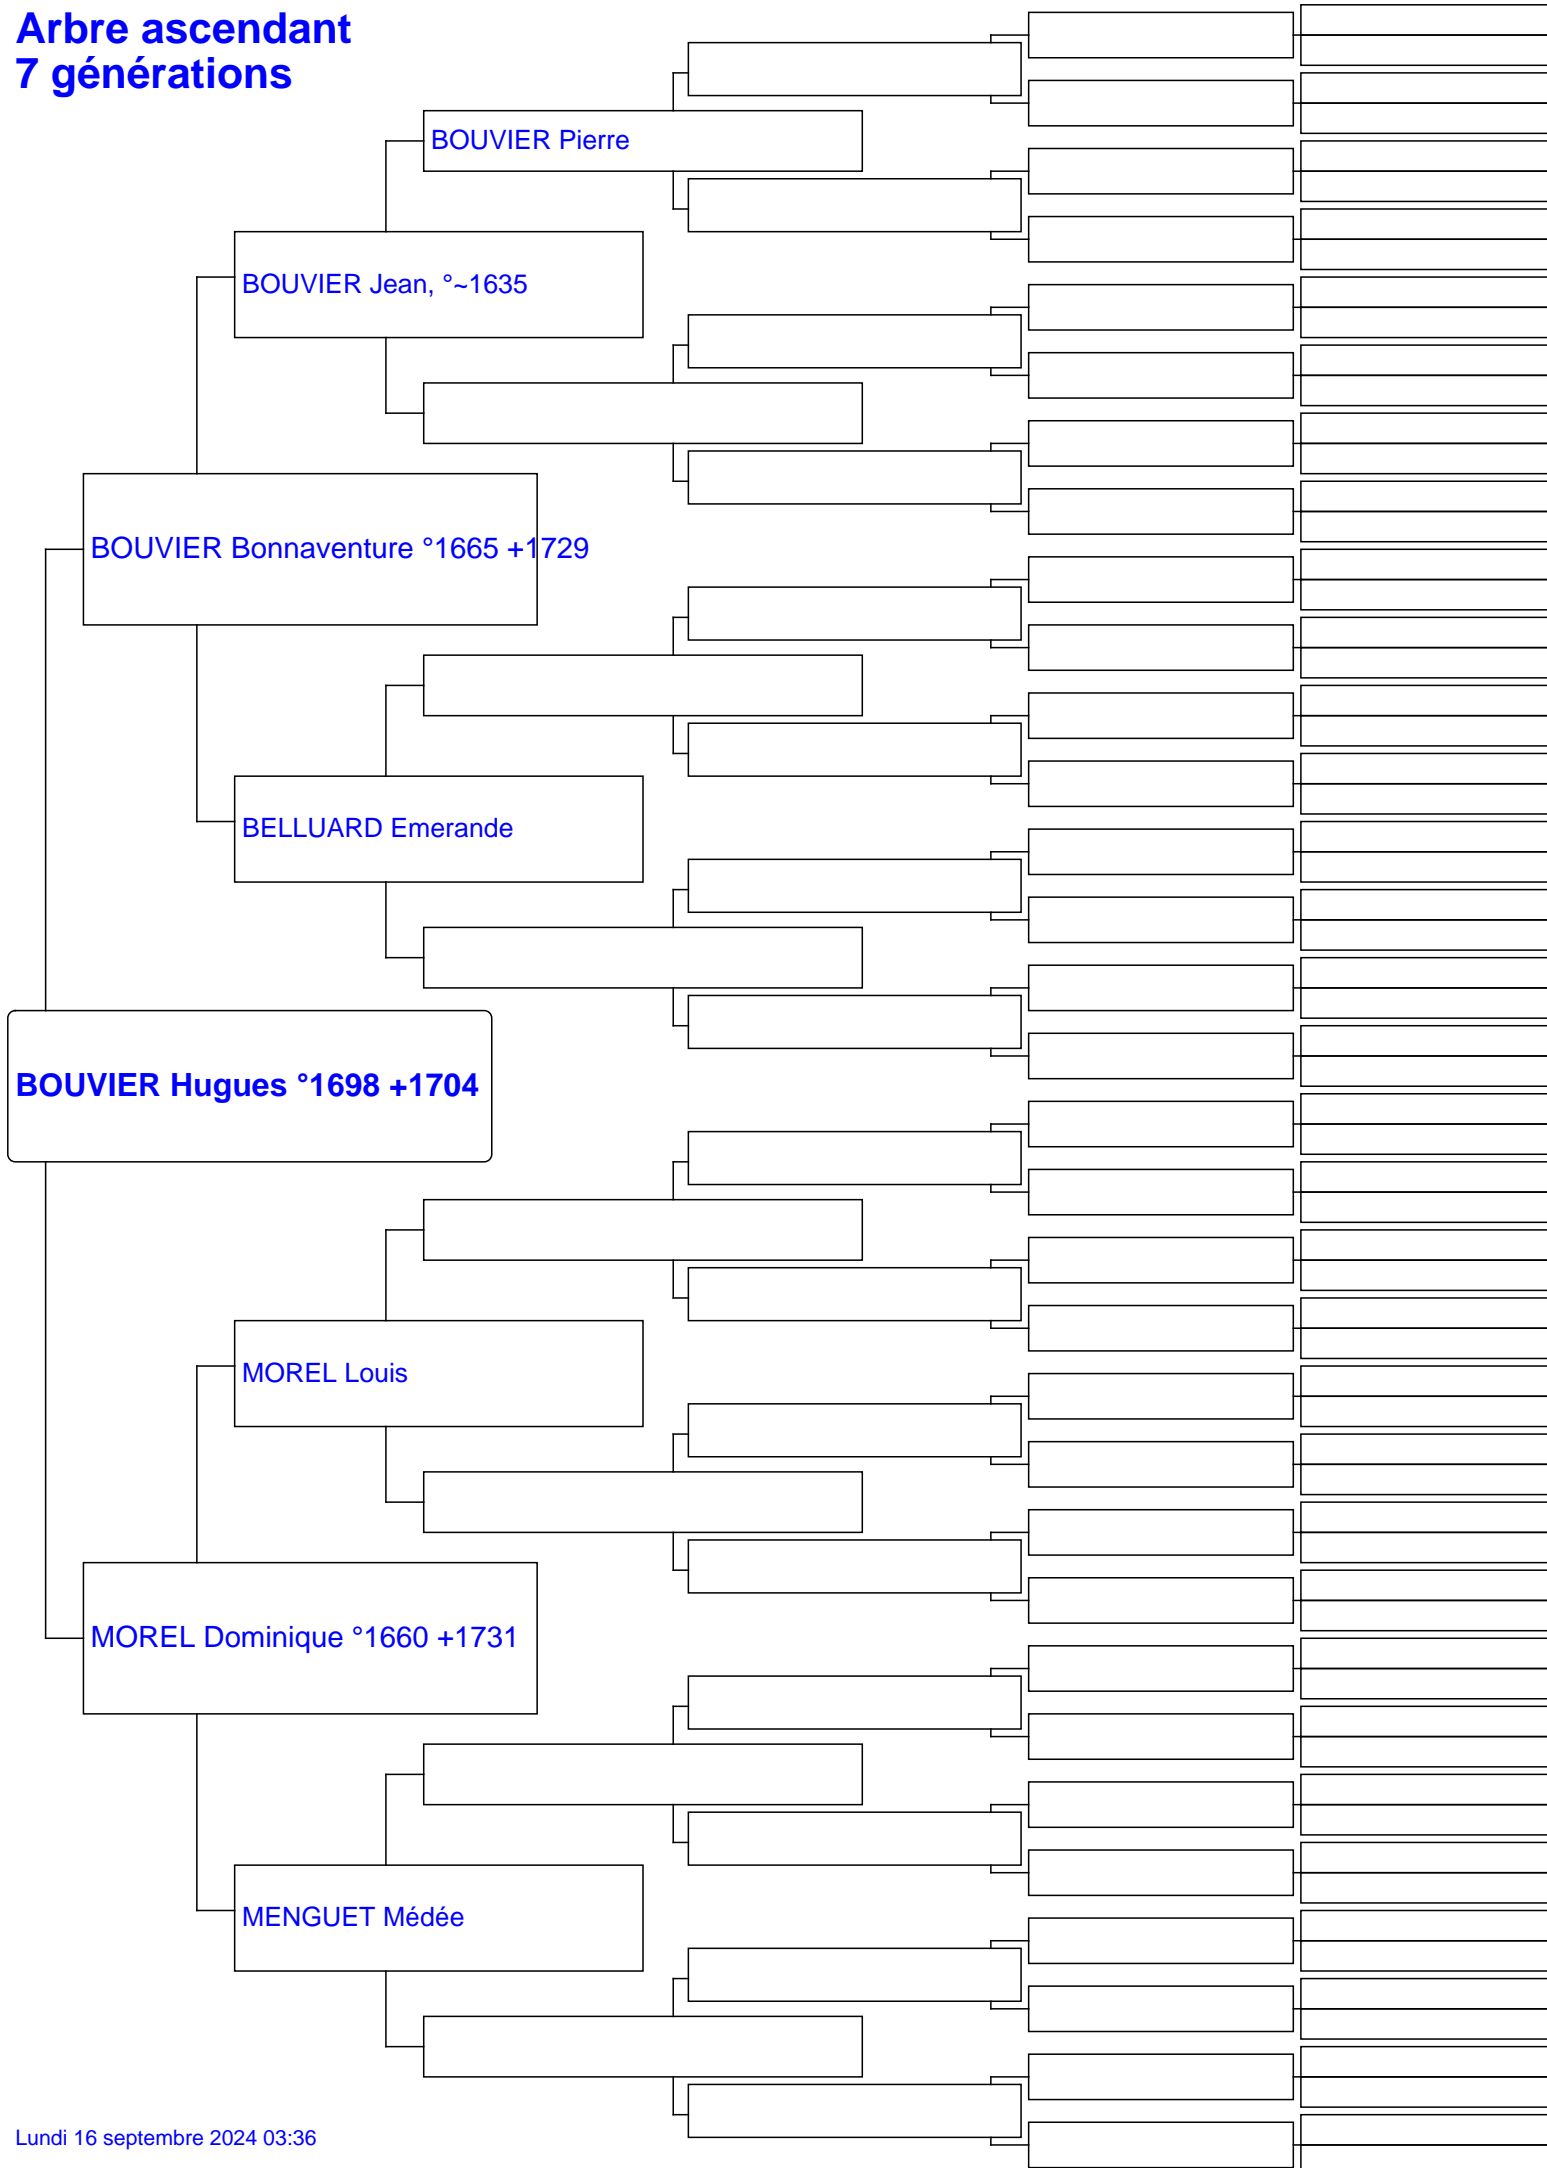 Arbre ascendant
7 générations
BOUVIER Pierre
BOUVIER Jean, °~1635
BOUVIER Bonnaventure °1665 +1729
BELLUARD Emerande
BOUVIER Hugues °1698 +1704
MOREL Louis
MOREL Dominique °1660 +1731
MENGUET Médée
Lundi 16 septembre 2024 03:36